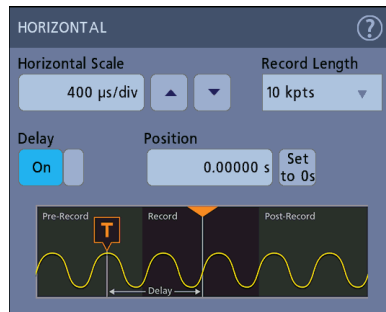 HORIZONTAL
?
Horizontal Scale
Record Length
400 µs/div
10 kpts
Delay
Position
On
0.00000 s
Set
to 0s
Pre-Record
Record
Post-Record
T
Delay